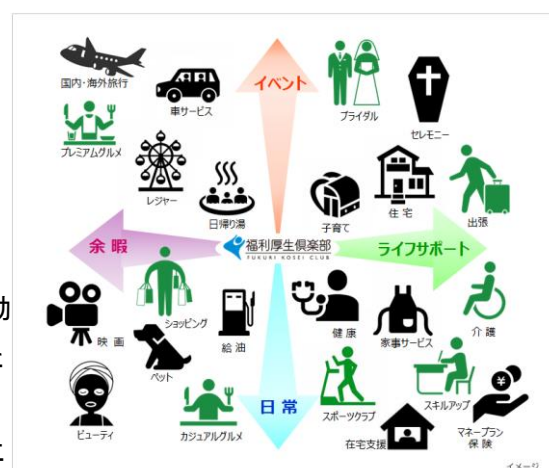 イベント
国内・海外旅行
車サービス
ブライダル
セレモニー
プレミアムグルメ
レジャー
日帰り湯
子育て
住宅
出張
余暇
福利厚生倶楽部
FUKURI KOSEI CLUB
ライフサポート
動
映画
ショッピング
ペット
給油
健康
家事サービス
介護
ビューティ
カジュアルグルメ
日常
スポーツクラブ
在宅支援
スキルアップ
¥
マネープラン
保険
イメージ